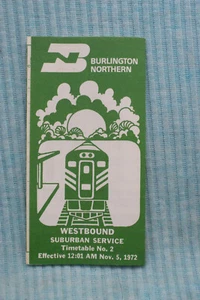 BURLINGTON
NORTHERN
WESTBOUND
SUBURBAN SERVICE
Timetable No. 2
Effective 12:01 AM Nov. 5, 1972